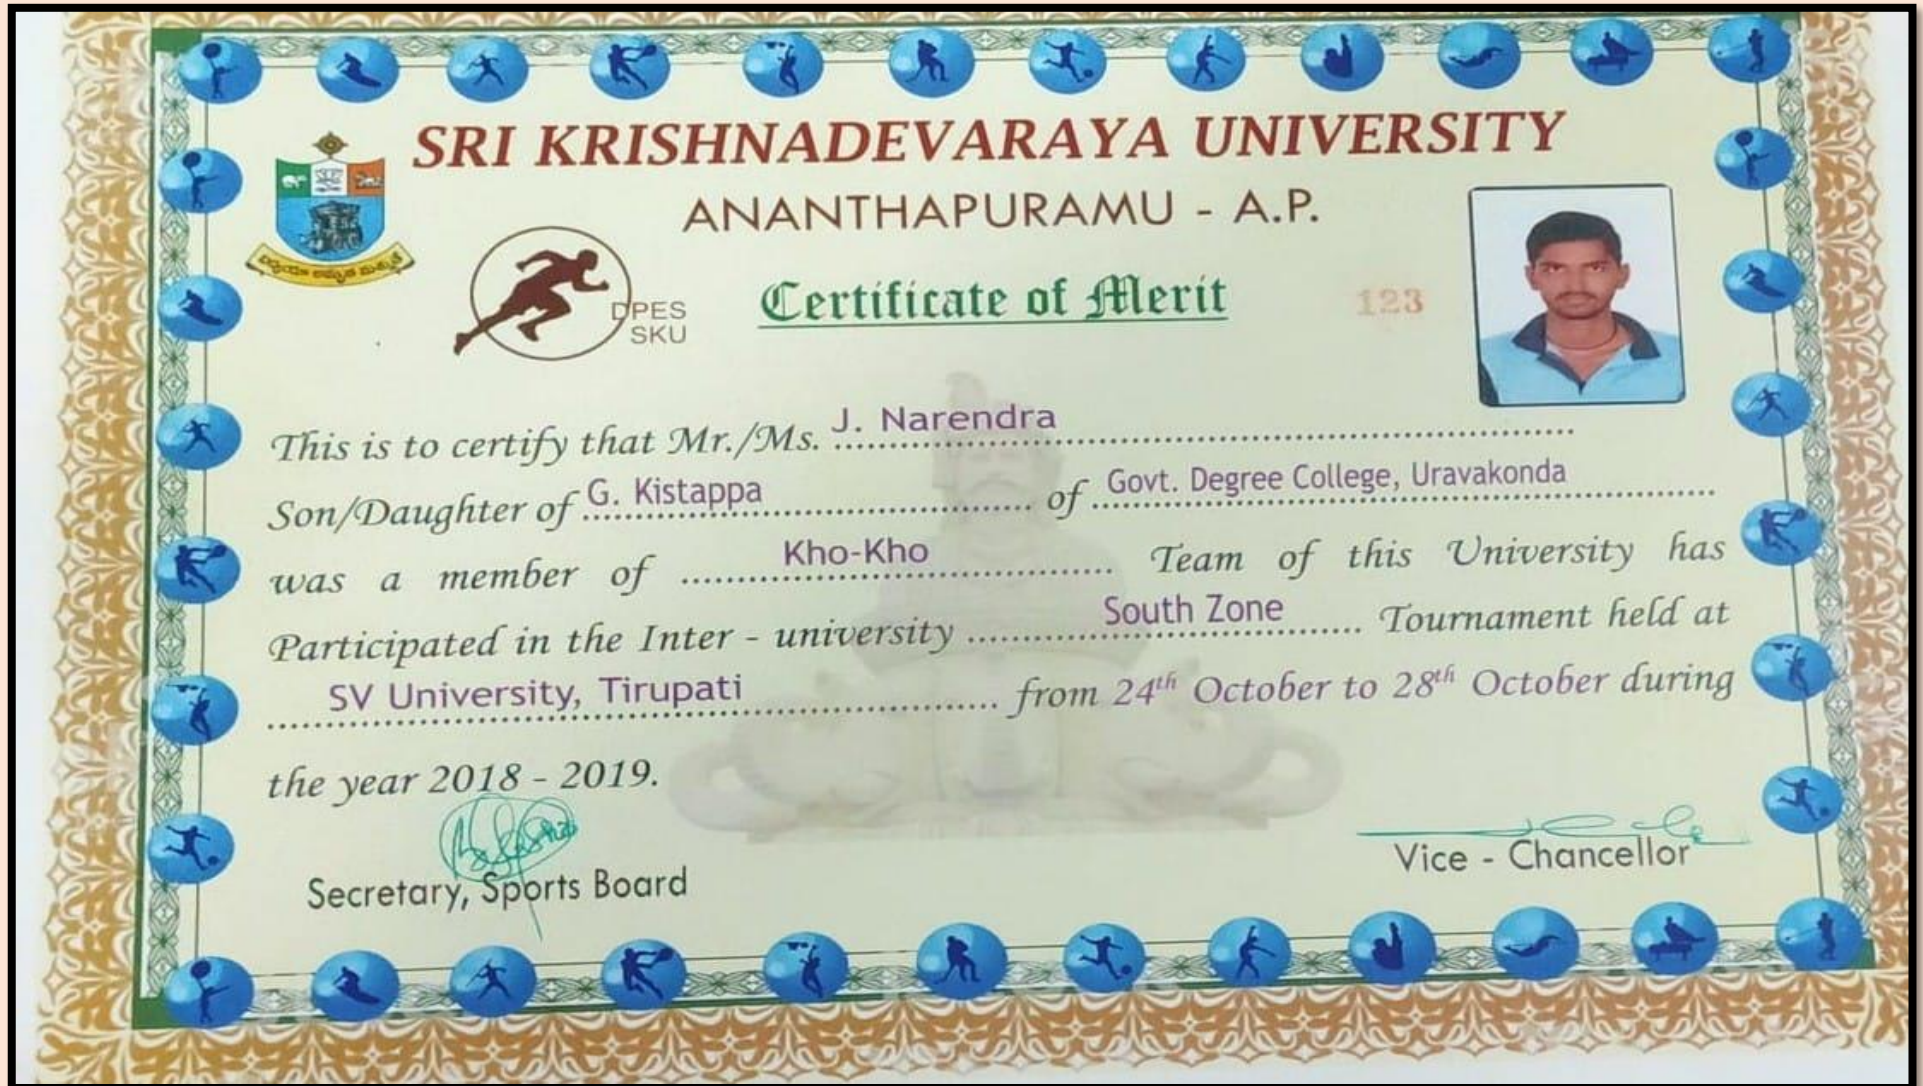 SRI KRISHNADEVARAYA UNIVERSITY
ANANTHAPURAMU - A.P.
DPES
SKU
Certificate of Merit
123
This is to certify that Mr./Ms. J. Narendra
Son/Daughter of G. Kistappa of Govt. Degree College, Uravakonda
was a member of Kho-Kho Team of this University has
Participated in the Inter - university South Zone Tournament held at
SV University, Tirupati from 24th October to 28th October during
the year 2018 - 2019.
Secretary, Sports Board
Vice - Chancellor